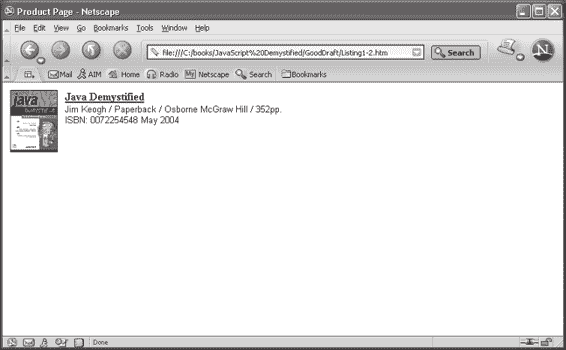 Product Page - Netscape
File Edit View Go Bookmarks Tools Window Help
file:///C:/books/JavaScript%20Demystified/GoodDraft/Listing1-2.htm Search
Mail AIM Home Radio My Netscape Search Bookmarks
java
Java Demystified
Jim Keogh / Paperback / Osborne McGraw Hill / 352pp.
ISBN: 0072254548 May 2004
Done